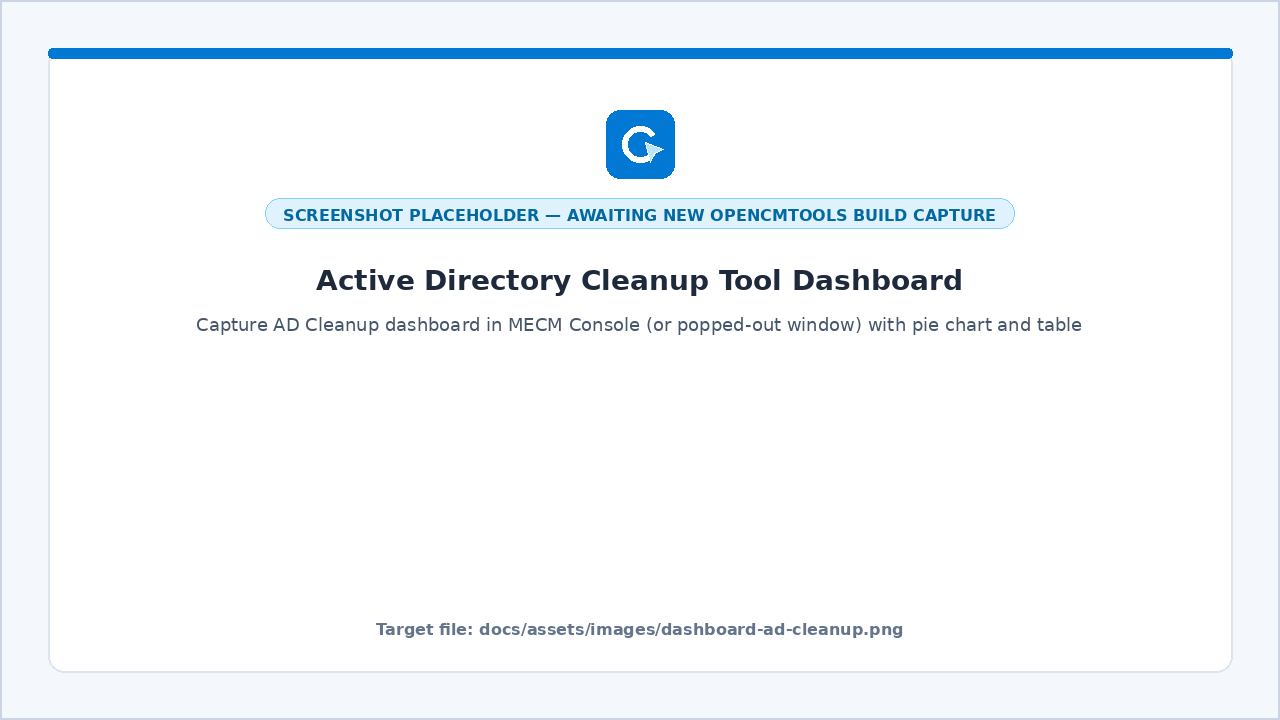 SCREENSHOT PLACEHOLDER — AWAITING NEW OPENCMTOOLS BUILD CAPTURE
Active Directory Cleanup Tool Dashboard
Capture AD Cleanup dashboard in MECM Console (or popped-out window) with pie chart and table
Target file: docs/assets/images/dashboard-ad-cleanup.png